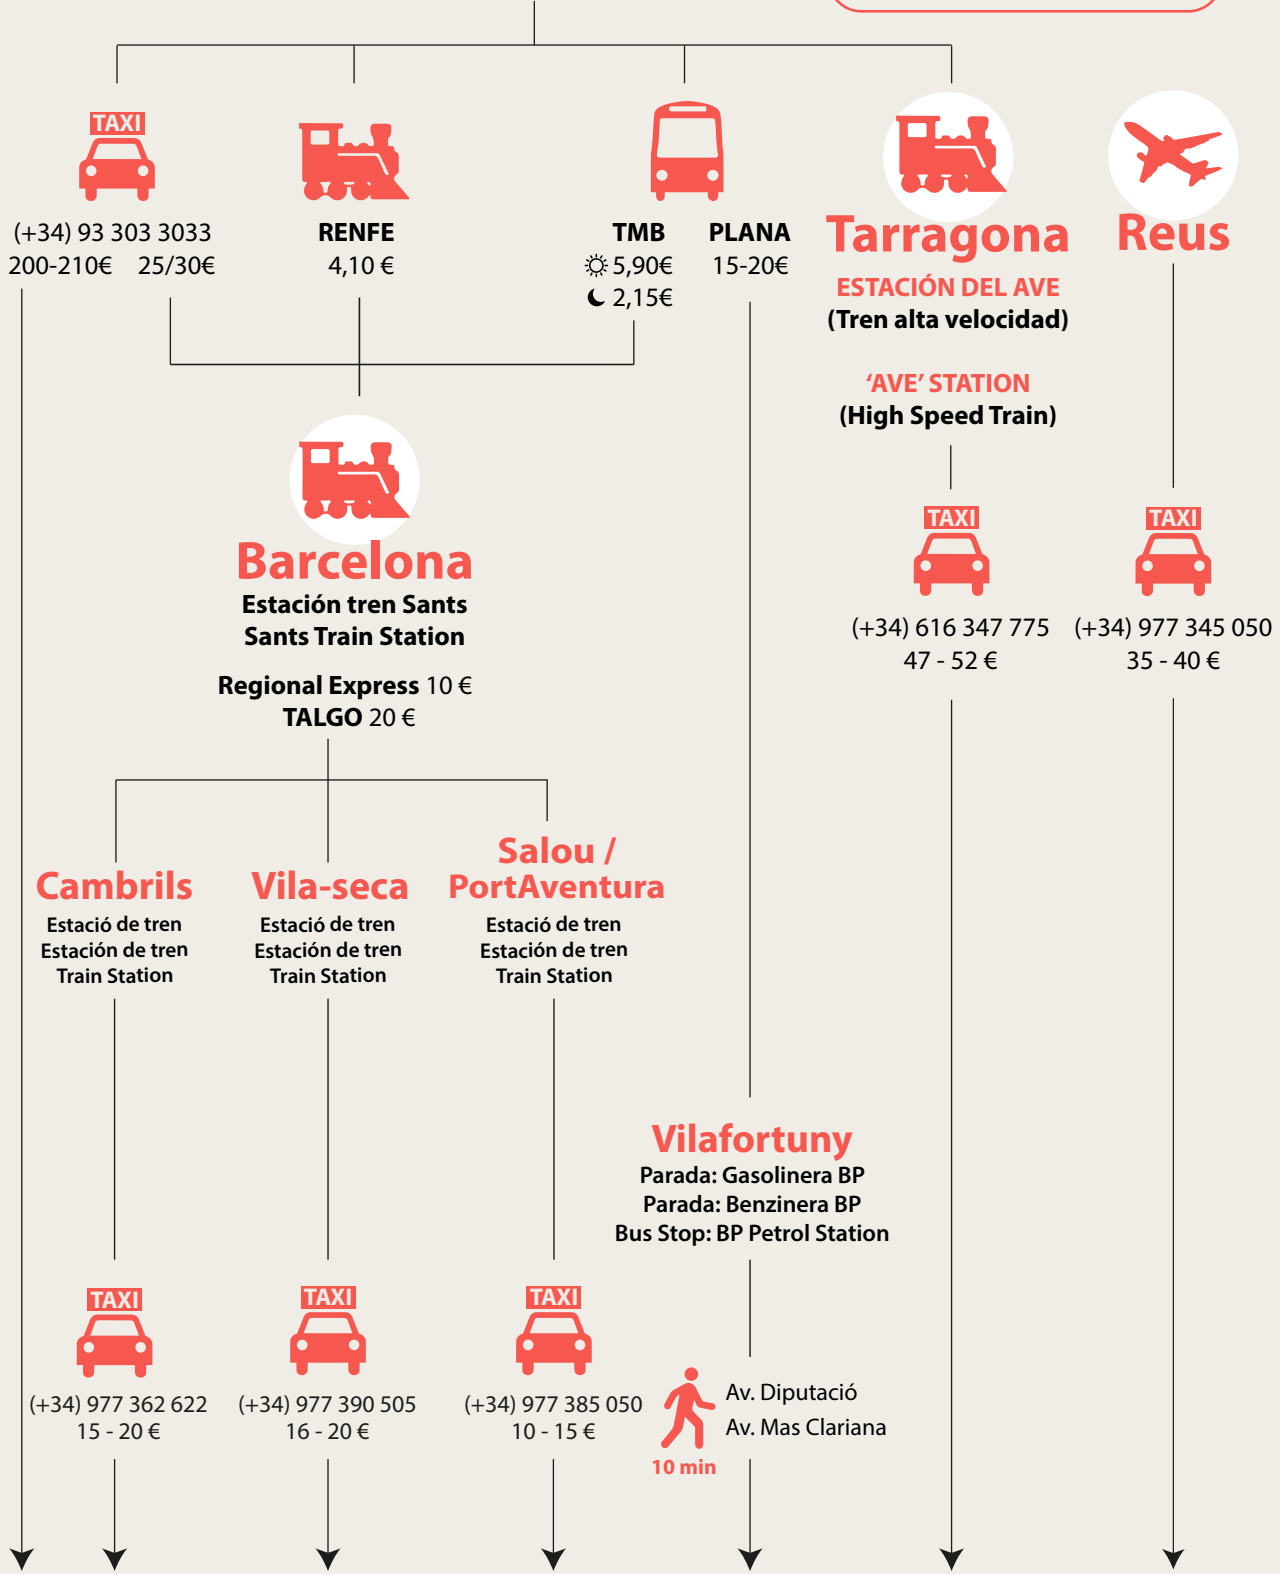 TAXI
(+34) 93 303 3033
200-210€ 25/30€
RENFE
4,10 €
TMB
5,90€
2,15€
PLANA
15-20€
Tarragona
ESTACIÓN DEL AVE
(Tren alta velocidad)
‘AVE’ STATION
(High Speed Train)
Reus
TAXI
(+34) 616 347 775
47 - 52 €
TAXI
(+34) 977 345 050
35 - 40 €
Barcelona
Estación tren Sants
Sants Train Station
Regional Express 10 €
TALGO 20 €
Cambrils
Estació de tren
Estación de tren
Train Station
Vila-seca
Estació de tren
Estación de tren
Train Station
Salou /
PortAventura
Estació de tren
Estación de tren
Train Station
Vilafortuny
Parada: Gasolinera BP
Parada: Benzinera BP
Bus Stop: BP Petrol Station
TAXI
(+34) 977 362 622
15 - 20 €
TAXI
(+34) 977 390 505
16 - 20 €
TAXI
(+34) 977 385 050
10 - 15 €
Av. Diputació
Av. Mas Clariana
10 min